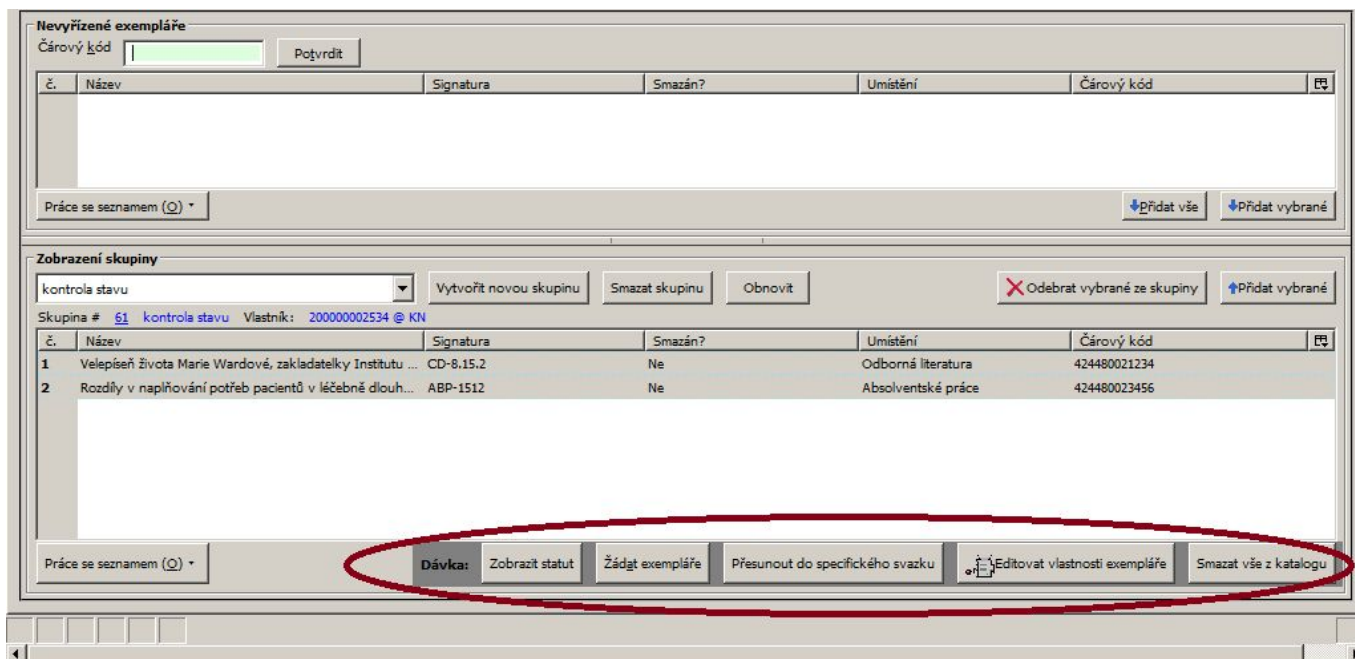 Nevyřízené exempláře
Čárový kód Potvrdit
č. Název Signatura Smazán? Umístění Čárový kód
Práce se seznamem (O) Přidat vše Přidat vybrané
Zobrazení skupiny
kontrola stavu Vytvořit novou skupinu Smazat skupinu Obnovit Odebrat vybrané ze skupiny Přidat vybrané
Skupina # 61 kontrola stavu Vlastník: 200000002534 @ KN
č. Název Signatura Smazán? Umístění Čárový kód
1 Velepíseň života Marie Wardové, zakladatelky Institutu ... CD-8.15.2 Ne Odborná literatura 424480021234
2 Rozdíly v naplňování potřeb pacientů v léčebně dlouh... ABP-1512 Ne Absolventské práce 424480023456
Práce se seznamem (O) Dávka: Zobrazit statut Žádat exempláře Přesunout do specifického svazku Editovat vlastnosti exempláře Smazat vše z katalogu